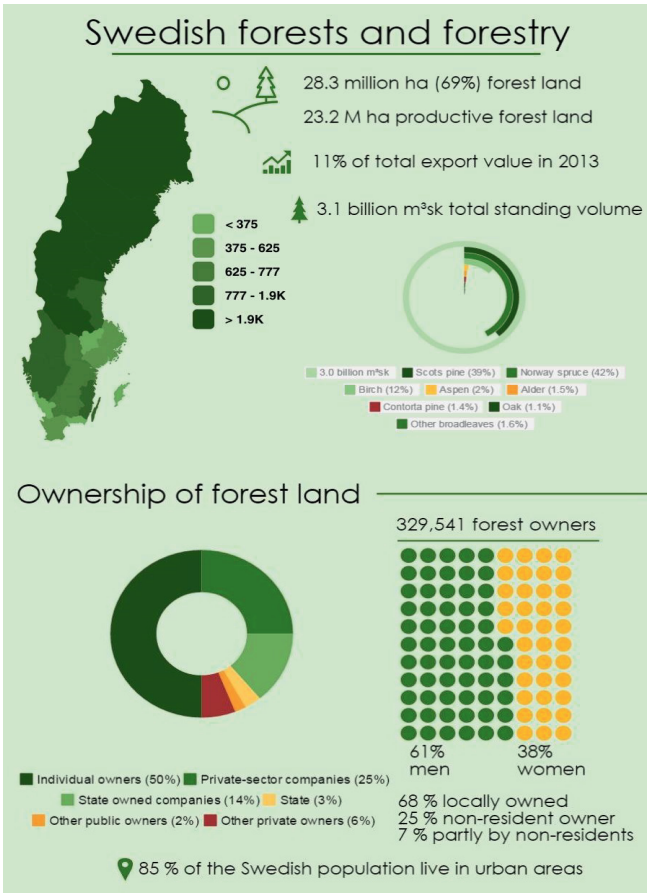 Swedish forests and forestry
28.3 million ha (69%) forest land
23.2 M ha productive forest land
11% of total export value in 2013
3.1 billion m³sk total standing volume
< 375
375 - 625
625 - 777
777 - 1.9K
> 1.9K
3.0 billion m³sk Scots pine (39%) Norway spruce (42%)
Birch (12%) Aspen (2%) Alder (1.5%)
Contorta pine (1.4%) Oak (1.1%)
Other broadleaves (1.6%)
Ownership of forest land
329,541 forest owners
61% men
38% women
Individual owners (50%) Private-sector companies (25%)
State owned companies (14%) State (3%)
Other public owners (2%) Other private owners (6%)
68 % locally owned
25 % non-resident owner
7 % partly by non-residents
85 % of the Swedish population live in urban areas